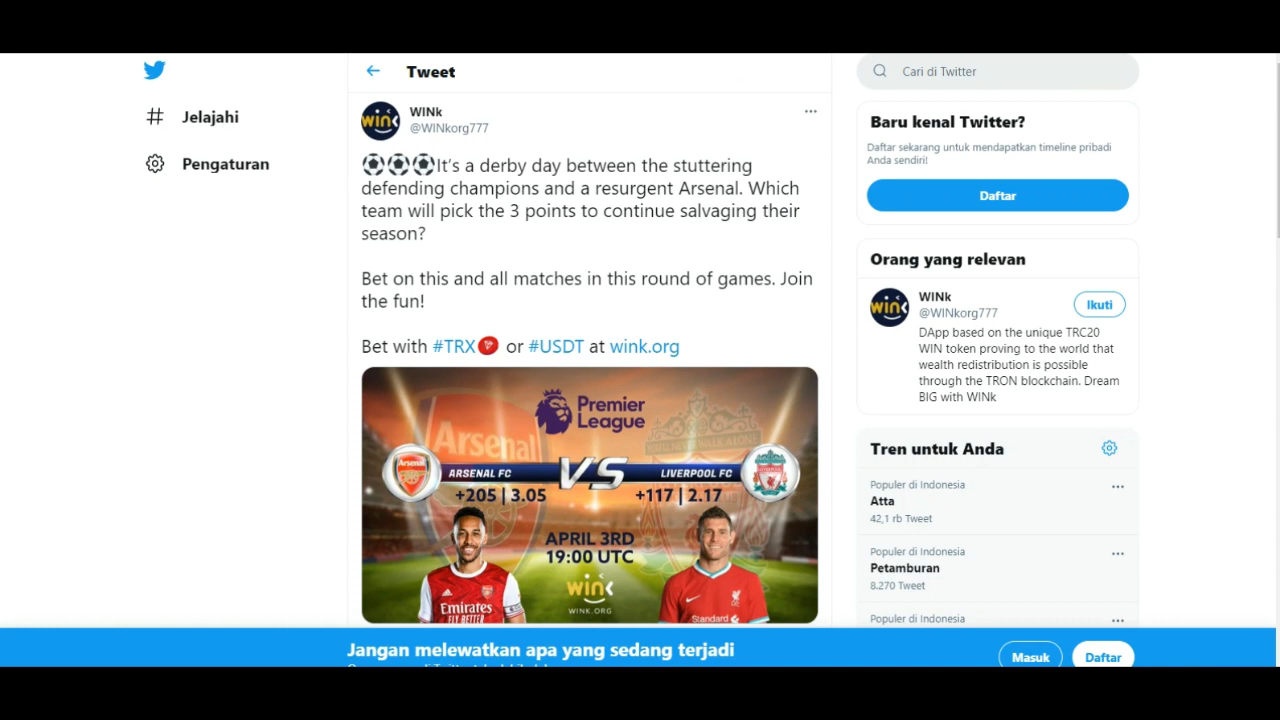 Tweet
Cari di Twitter
Jelajahi
Pengaturan
WINk
@WINkorg777
It's a derby day between the stuttering
defending champions and a resurgent Arsenal. Which
team will pick the 3 points to continue salvaging their
season?
Bet on this and all matches in this round of games. Join
the fun!
Bet with #TRX or #USDT at wink.org
Premier
League
Arsenal
Arsenal
ARSENAL FC
VS
LIVERPOOL FC
+205 | 3.05
+117 | 2.17
APRIL 3RD
19:00 UTC
wink
WINK.ORG
Emirates
FLY BETTER
Standard
Baru kenal Twitter?
Daftar sekarang untuk mendapatkan timeline pribadi
Anda sendiri!
Daftar
Orang yang relevan
wink
WINk
@WINkorg777
Ikuti
DApp based on the unique TRC20
WIN token proving to the world that
wealth redistribution is possible
through the TRON blockchain. Dream
BIG with WINk
Tren untuk Anda
Populer di Indonesia
Atta
42,1 rb Tweet
Populer di Indonesia
Petamburan
8.270 Tweet
Populer di Indonesia
Jangan melewatkan apa yang sedang terjadi
Masuk
Daftar